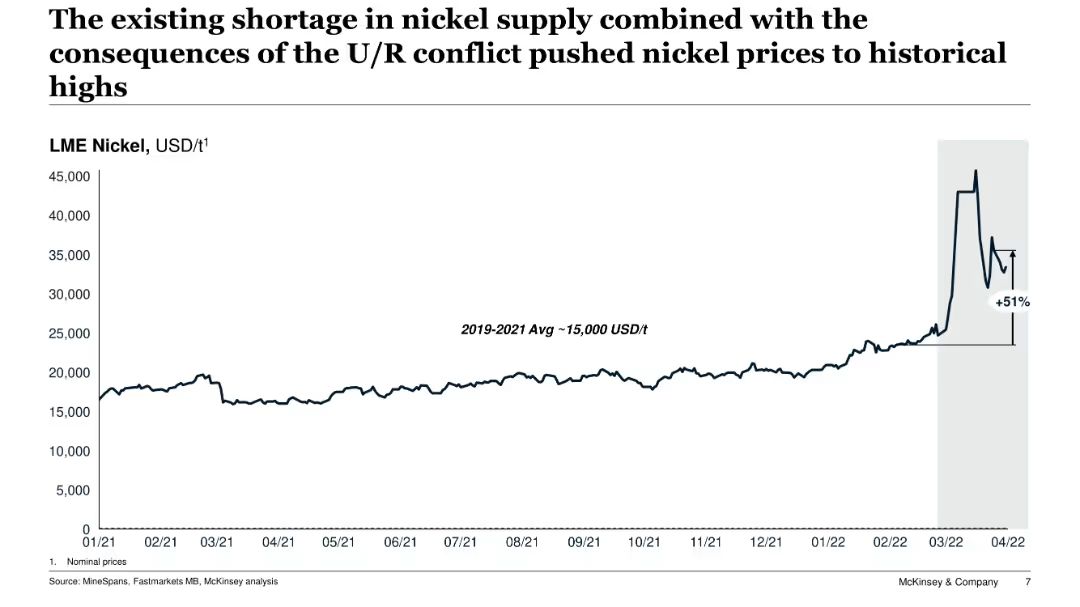 The existing shortage in nickel supply combined with the
consequences of the U/R conflict pushed nickel prices to historical
highs
LME Nickel, USD/t¹
45,000
40,000
35,000
30,000
+51%
2019-2021 Avg ~15,000 USD/t
25,000
20,000
15,000
10,000
5,000
0
01/21 02/21 03/21 04/21 05/21 06/21 07/21 08/21 09/21 10/21 11/21 12/21 01/22 02/22 03/22 04/22
1. Nominal prices
Source: MineSpans, Fastmarkets MB, McKinsey analysis
McKinsey & Company 7